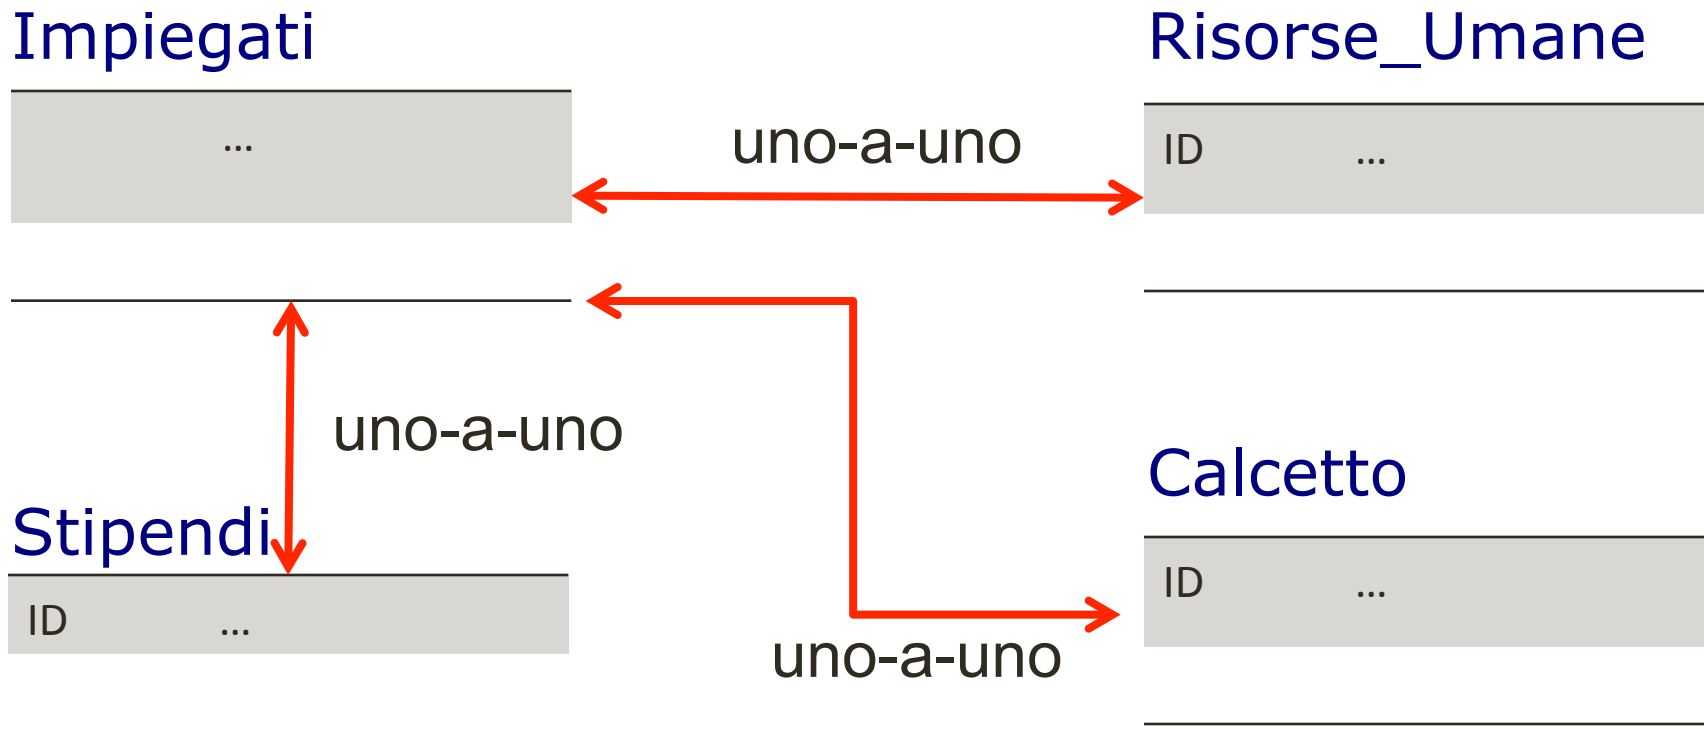 Impiegati
...
uno-a-uno
Risorse_Umane
ID ...
uno-a-uno
Stipendi
ID ...
Calcetto
ID ...
uno-a-uno